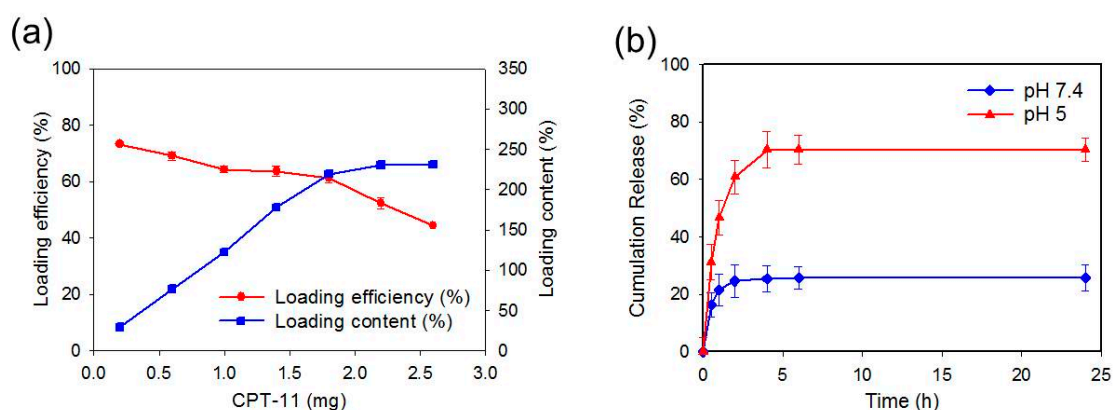 (a)
Loading efficiency (%)
100
80
60
40
20
0
350
300
250
200
150
100
50
0
Loading content (%)
Loading efficiency (%)
Loading content (%)
0.0 0.5 1.0 1.5 2.0 2.5 3.0
CPT-11 (mg)
(b)
Cumulation Release (%)
100
80
60
40
20
0
pH 7.4
pH 5
0 5 10 15 20 25
Time (h)